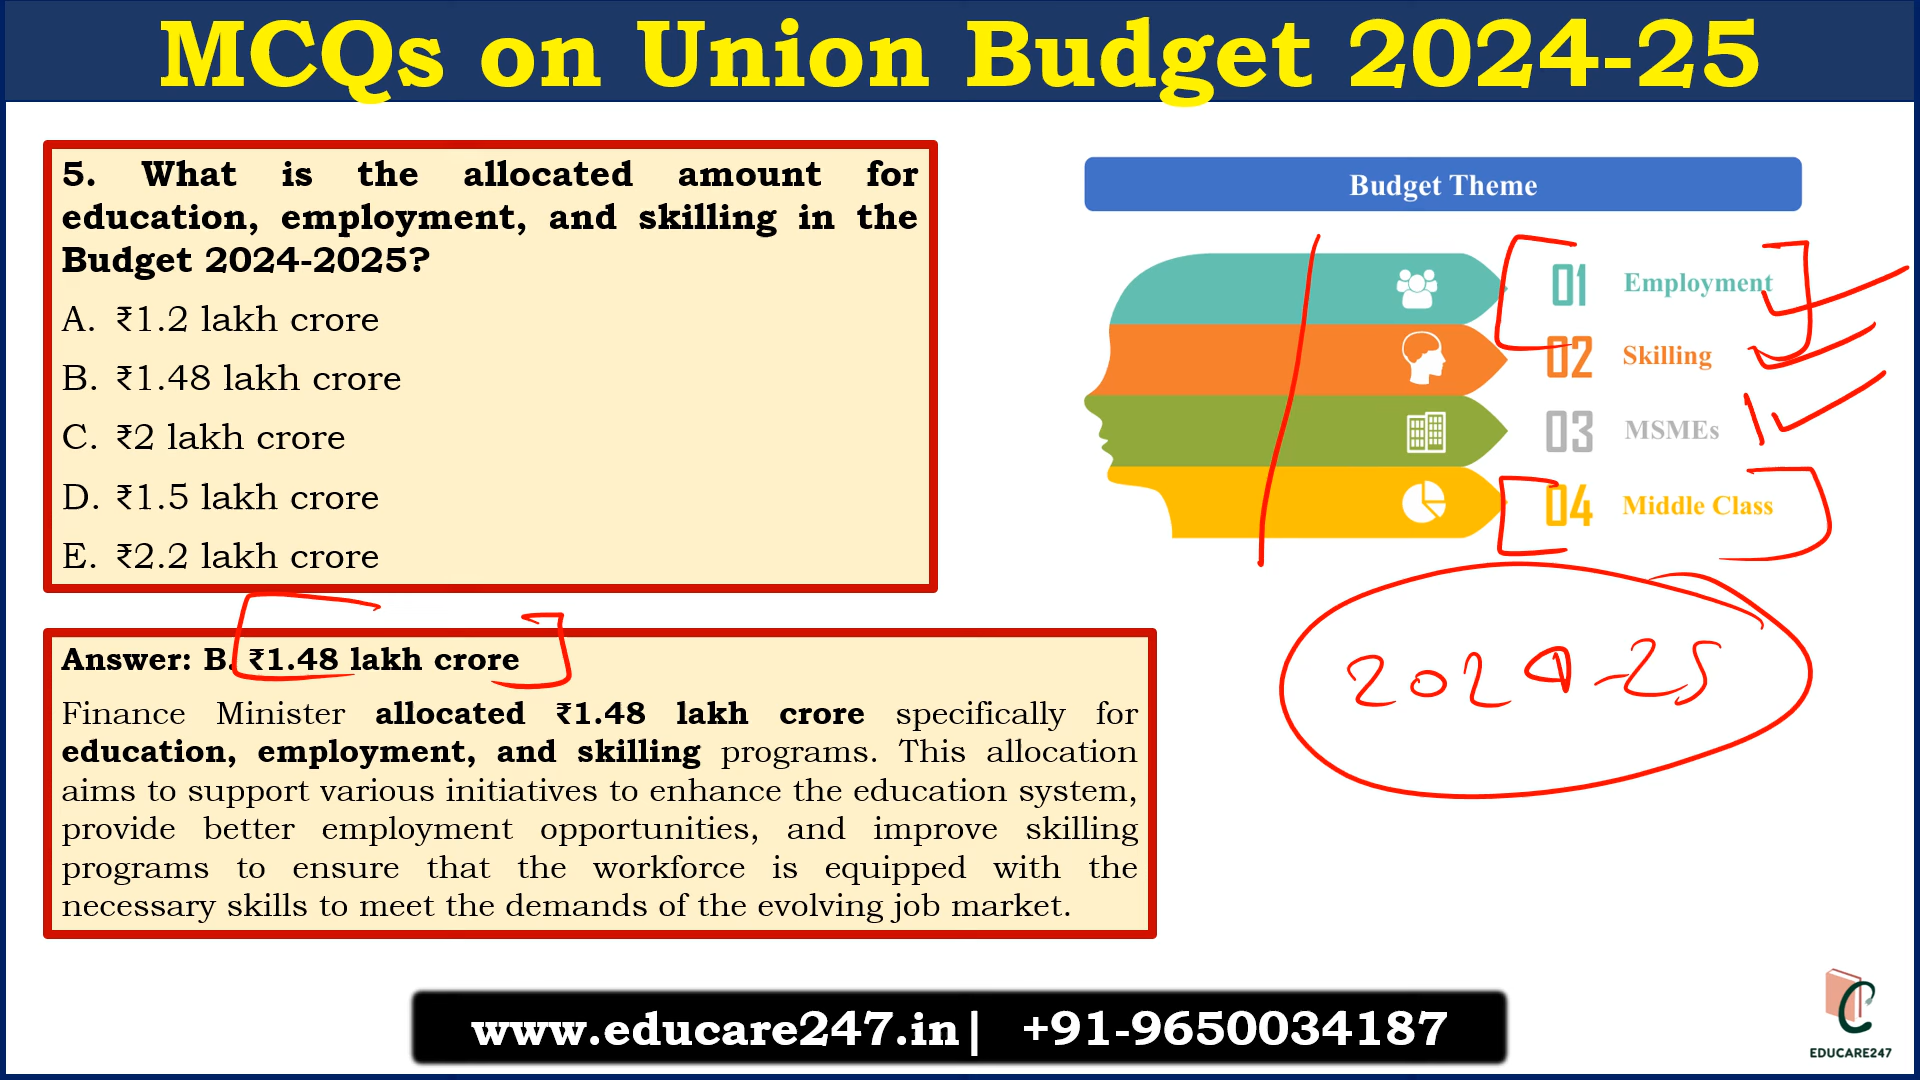 MCQs on Union Budget 2024-25
5. What is the allocated amount for
education, employment, and skilling in the
Budget 2024-2025?
A. ₹1.2 lakh crore
B. ₹1.48 lakh crore
C. ₹2 lakh crore
D. ₹1.5 lakh crore
E. ₹2.2 lakh crore
Answer: B. ₹1.48 lakh crore
Finance Minister allocated ₹1.48 lakh crore specifically for
education, employment, and skilling programs. This allocation
aims to support various initiatives to enhance the education system,
provide better employment opportunities, and improve skilling
programs to ensure that the workforce is equipped with the
necessary skills to meet the demands of the evolving job market.
Budget Theme
01 Employment
02 Skilling
03 MSMEs
04 Middle Class
2024-25
www.educare247.in| +91-9650034187
EDUCARE247